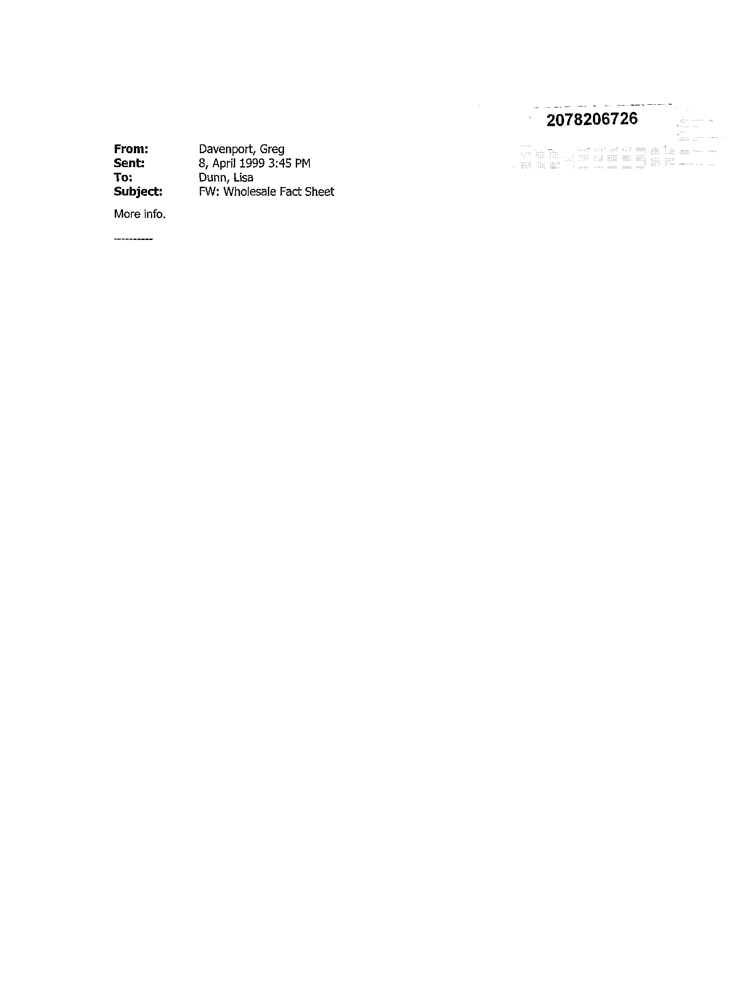 2078206726
From: Davenport, Greg
Sent: 8, April 1999 3:45 PM
To: Dunn, Lisa
Subject: FW: Wholesale Fact Sheet
More info.
----------